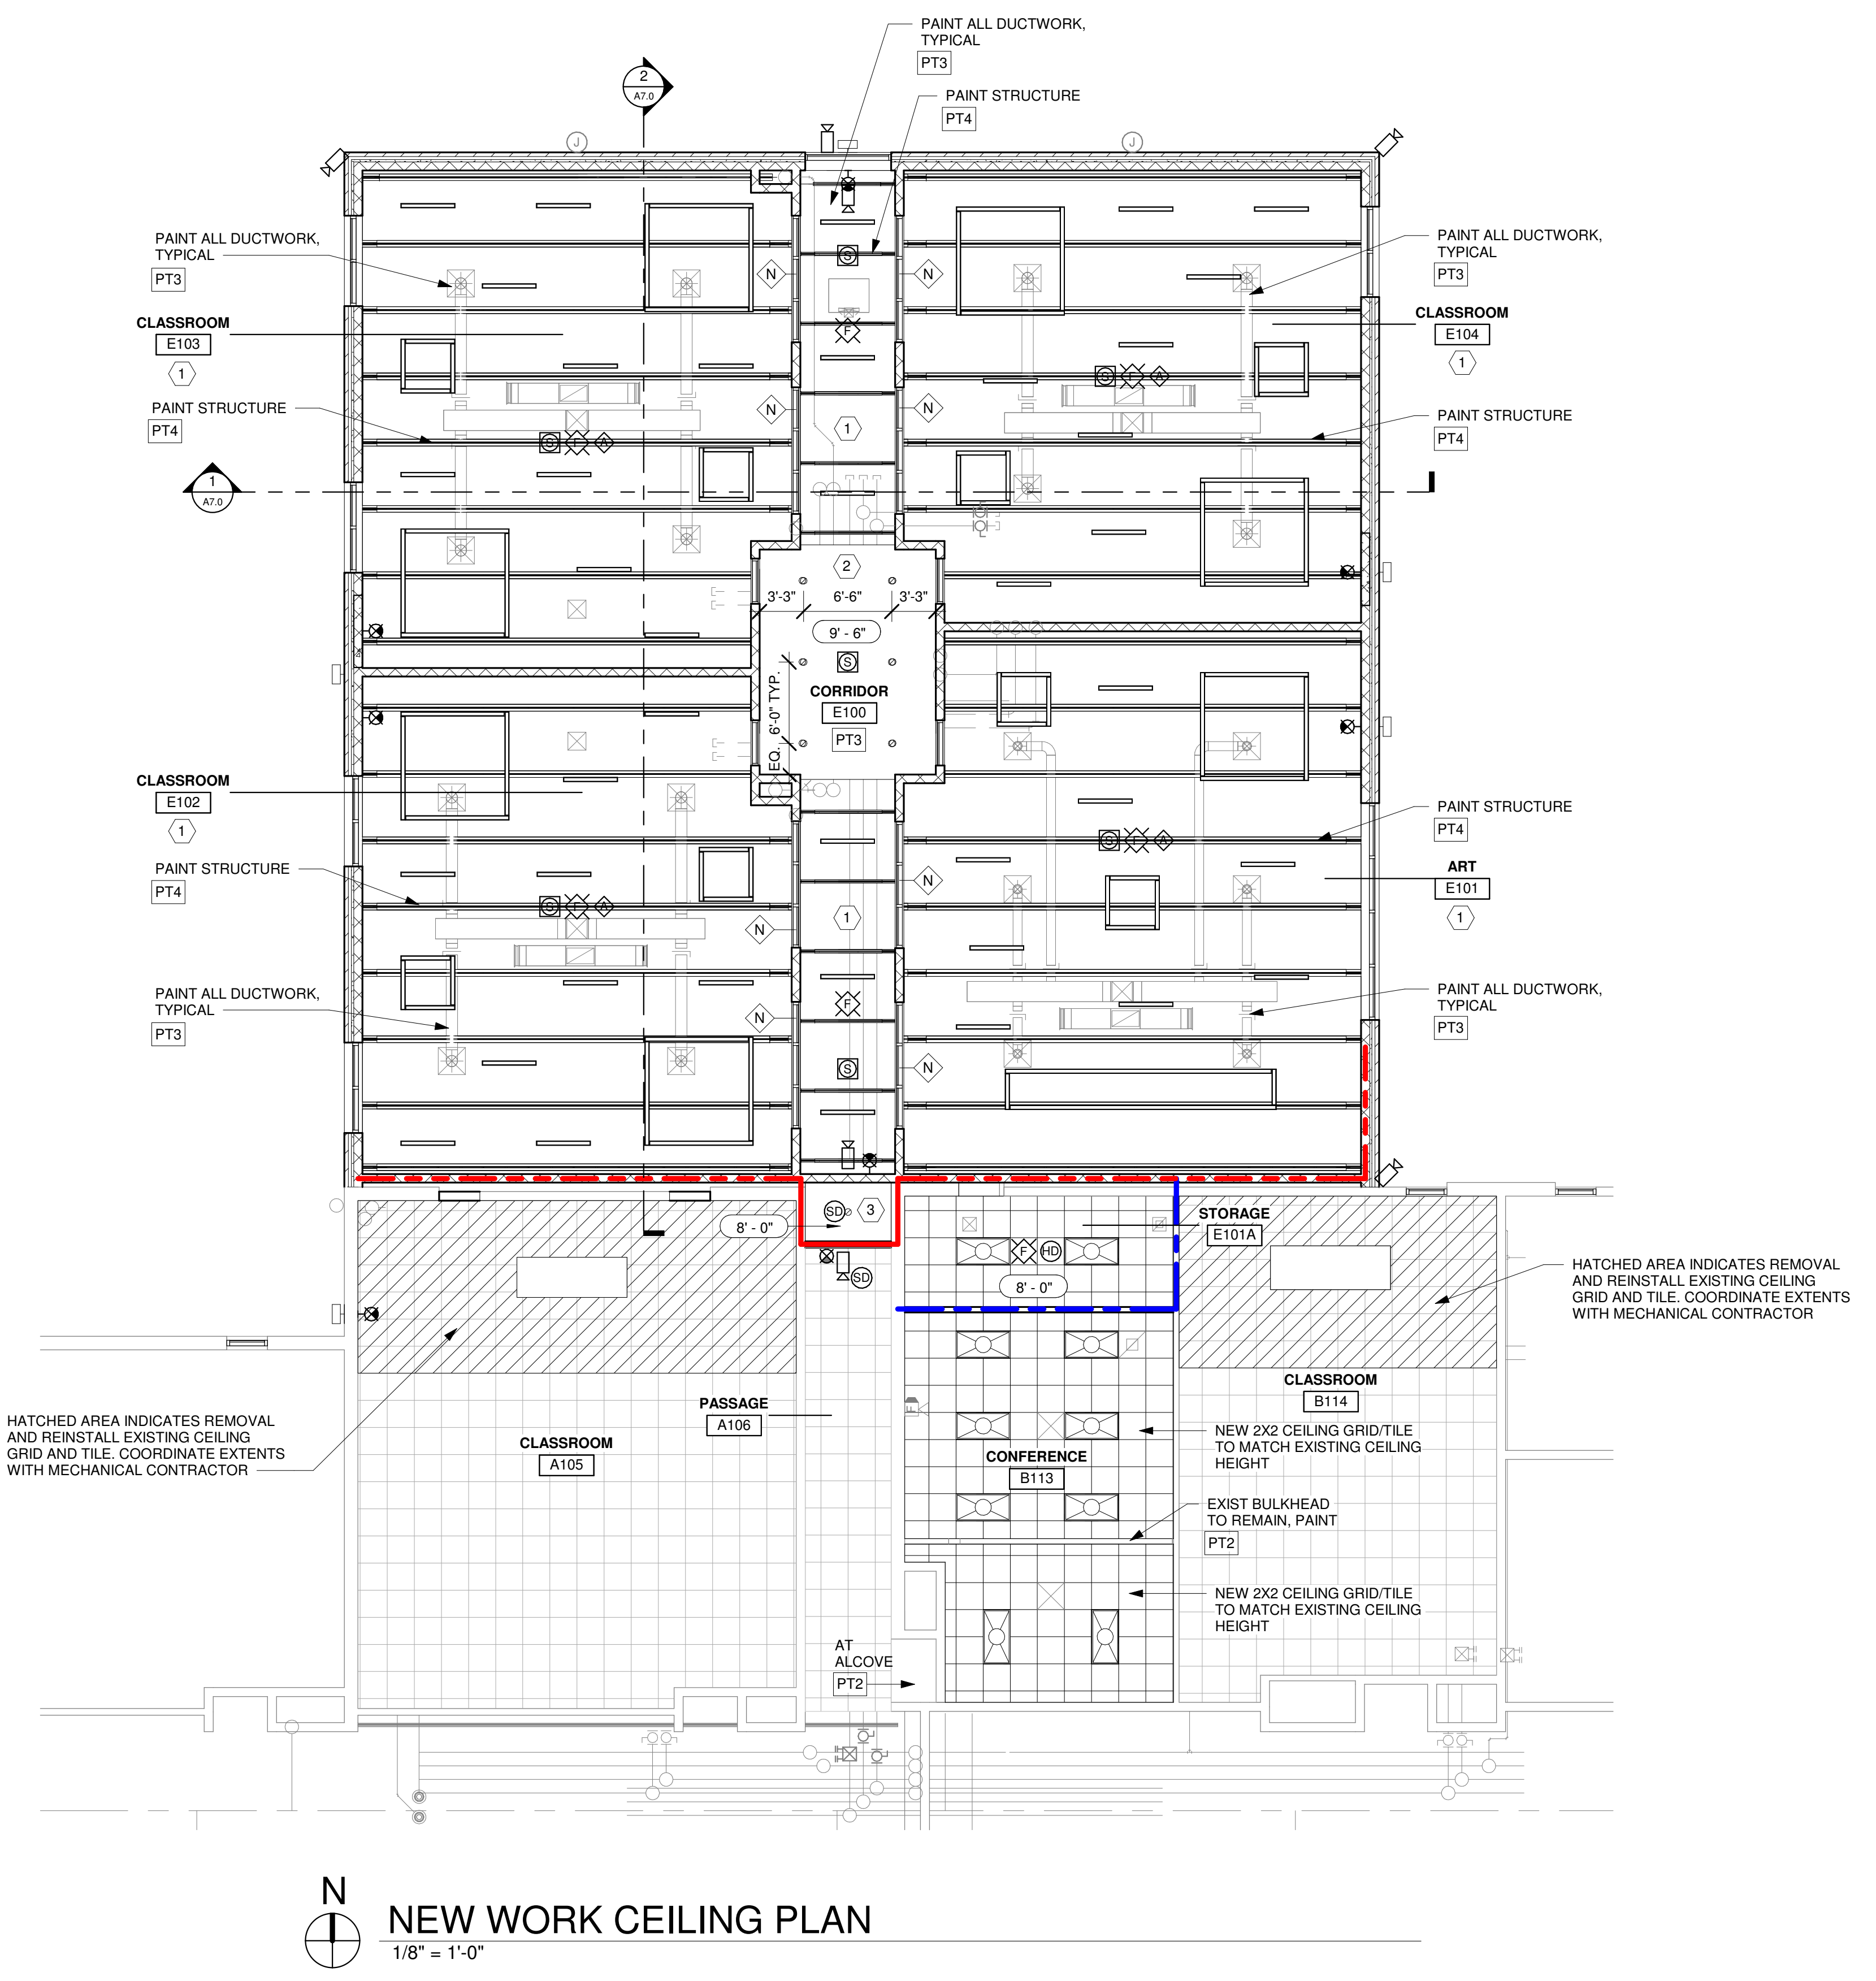 PAINT ALL DUCTWORK,
TYPICAL
PT3
PAINT STRUCTURE
PT4
2
A7.0
J
J
PAINT ALL DUCTWORK,
TYPICAL
PT3
PAINT ALL DUCTWORK,
TYPICAL
PT3
N
N
S
F
CLASSROOM
E103
1
CLASSROOM
E104
1
S
F
A
PAINT STRUCTURE
PT4
N
N
1
PAINT STRUCTURE
PT4
S
F
A
1
A7.0
2
3'-3"
6'-6"
3'-3"
9' - 6"
S
EQ.
6'-0" TYP.
CORRIDOR
E100
PT3
CLASSROOM
E102
1
PAINT STRUCTURE
PT4
S
F
A
PAINT STRUCTURE
PT4
ART
E101
1
N
S
F
A
N
1
PAINT ALL DUCTWORK,
TYPICAL
PT3
N
F
PAINT ALL DUCTWORK,
TYPICAL
PT3
S
N
8' - 0"
SD
3
STORAGE
E101A
F
HD
8' - 0"
SD
HATCHED AREA INDICATES REMOVAL
AND REINSTALL EXISTING CEILING
GRID AND TILE. COORDINATE EXTENTS
WITH MECHANICAL CONTRACTOR
CLASSROOM
B114
PASSAGE
A106
HATCHED AREA INDICATES REMOVAL
AND REINSTALL EXISTING CEILING
GRID AND TILE. COORDINATE EXTENTS
WITH MECHANICAL CONTRACTOR
CLASSROOM
A105
NEW 2X2 CEILING GRID/TILE
TO MATCH EXISTING CEILING
HEIGHT
CONFERENCE
B113
EXIST BULKHEAD
TO REMAIN, PAINT
PT2
NEW 2X2 CEILING GRID/TILE
TO MATCH EXISTING CEILING
HEIGHT
AT
ALCOVE
PT2
N
NEW WORK CEILING PLAN
1/8" = 1'-0"